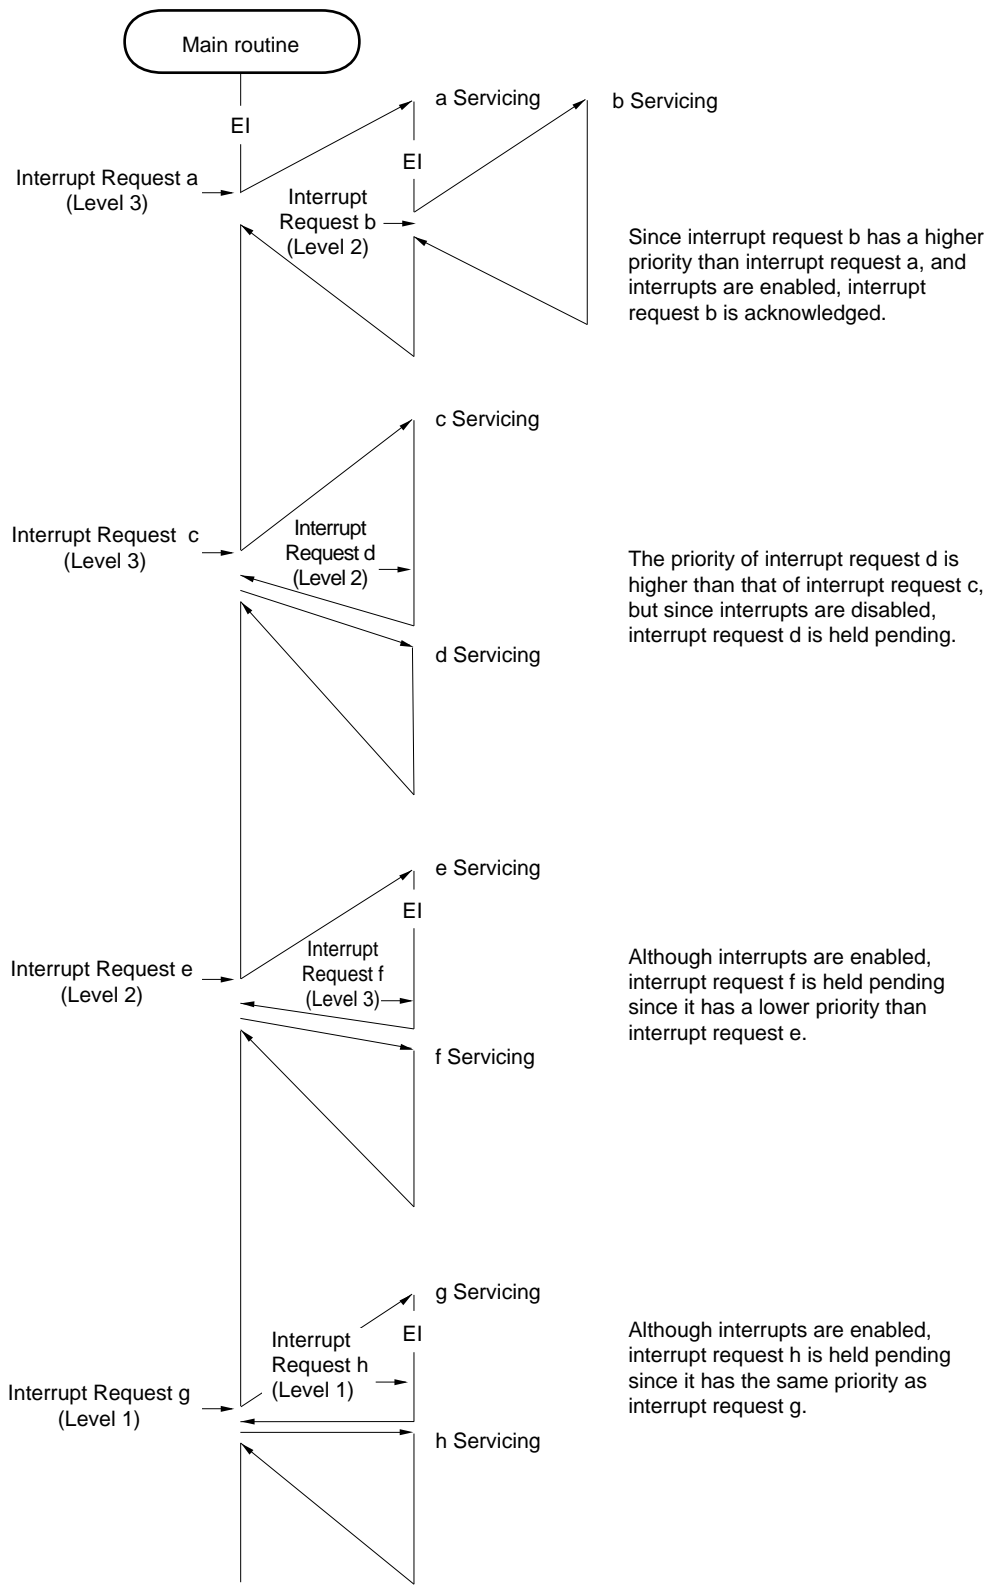 Main routine
EI
a Servicing
b Servicing
EI
Interrupt Request a
(Level 3)
Interrupt
Request b
(Level 2)
Since interrupt request b has a higher
priority than interrupt request a, and
interrupts are enabled, interrupt
request b is acknowledged.
c Servicing
Interrupt Request c
(Level 3)
Interrupt
Request d
(Level 2)
The priority of interrupt request d is
higher than that of interrupt request c,
but since interrupts are disabled,
interrupt request d is held pending.
d Servicing
e Servicing
EI
Interrupt Request e
(Level 2)
Interrupt
Request f
(Level 3)
Although interrupts are enabled,
interrupt request f is held pending
since it has a lower priority than
interrupt request e.
f Servicing
g Servicing
EI
Interrupt Request g
(Level 1)
Interrupt
Request h
(Level 1)
Although interrupts are enabled,
interrupt request h is held pending
since it has the same priority as
interrupt request g.
h Servicing